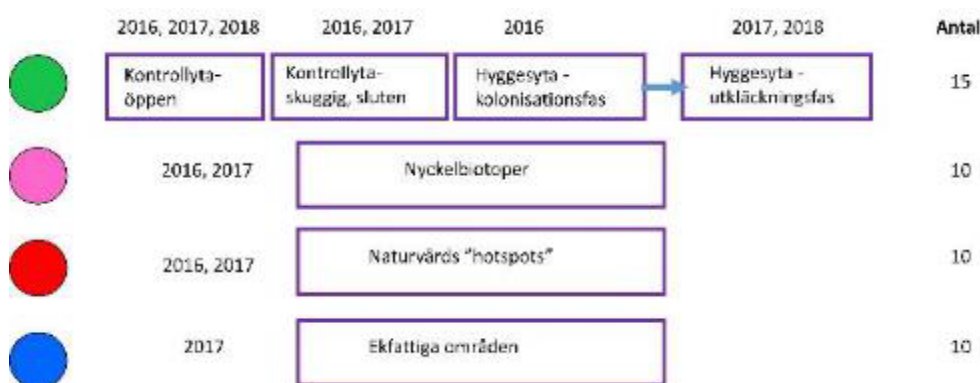 2016, 2017, 2018 2016, 2017 2016 2017, 2018 Antal
Kontrollyta-
öppen
Kontrollyta-
skuggig, sluten
Hyggesyta -
kolonisationsfas
Hyggesyta -
utkläckningsfas
15
2016, 2017 Nyckelbiotoper 10
2016, 2017 Naturvårds "hotspots" 10
2017 Ekfattiga områden 10